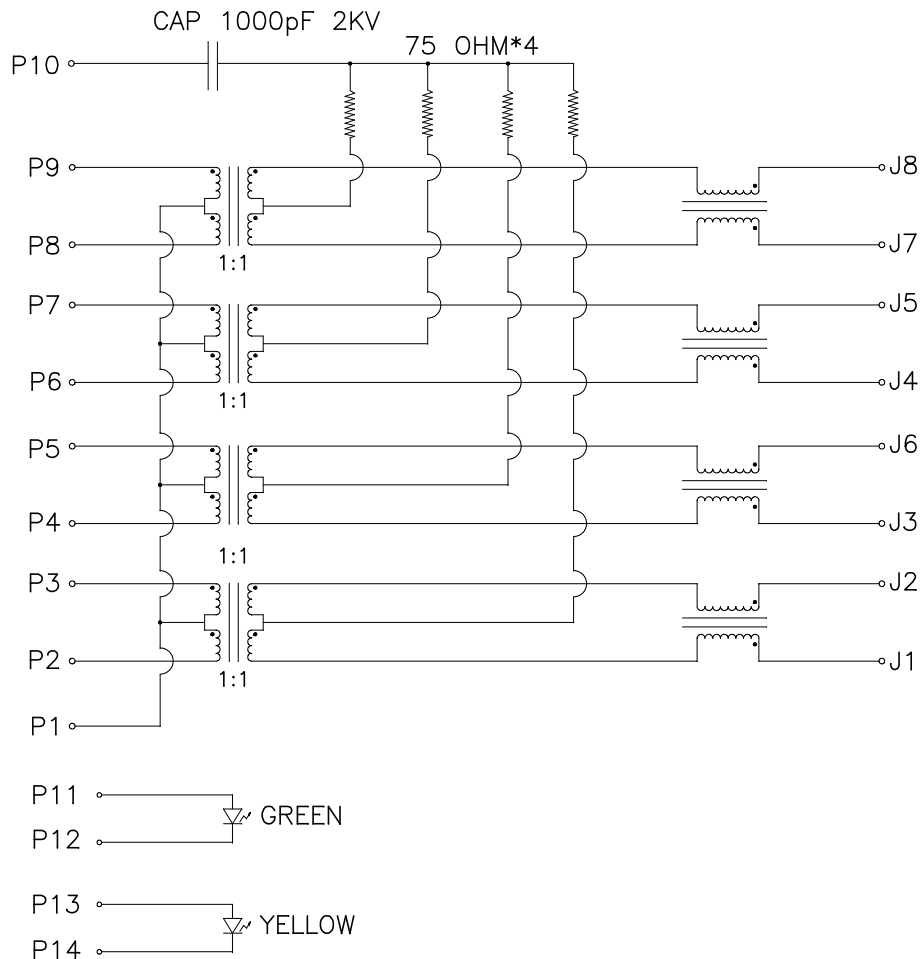 CAP 1000pF 2KV
75 OHM*4
P10
P9
J8
P8
J7
1:1
P7
J5
P6
J4
1:1
P5
J6
P4
J3
1:1
P3
J2
P2
J1
1:1
P1
P11
GREEN
P12
P13
YELLOW
P14